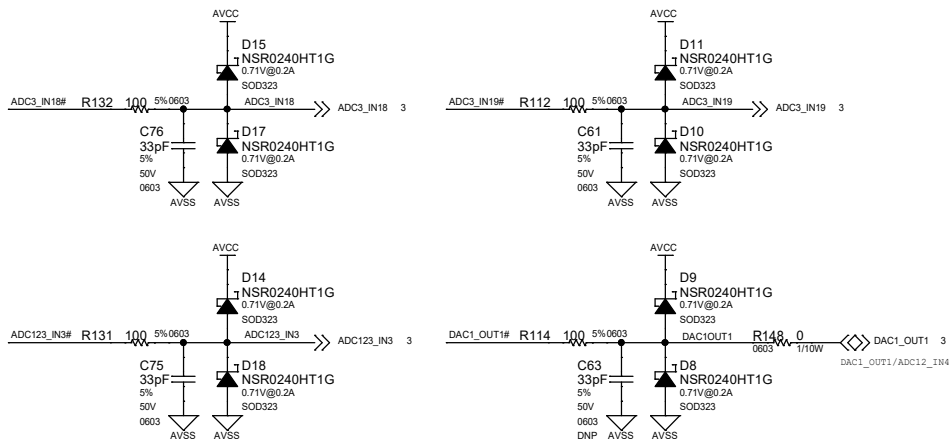 AVCC
D15
NSR0240HT1G
0.71V@0.2A
SOD323
ADC3_IN18# R132 100 5% 0603 ADC3_IN18 ADC3_IN18 3
C76
33pF
5%
50V
0603
D17
NSR0240HT1G
0.71V@0.2A
SOD323
AVSS AVSS
AVCC
D11
NSR0240HT1G
0.71V@0.2A
SOD323
ADC3_IN19# R112 100 5% 0603 ADC3_IN19 ADC3_IN19 3
C61
33pF
5%
50V
0603
D10
NSR0240HT1G
0.71V@0.2A
SOD323
AVSS AVSS
AVCC
D14
NSR0240HT1G
0.71V@0.2A
SOD323
ADC123_IN3# R131 100 5% 0603 ADC123_IN3 ADC123_IN3 3
C75
33pF
5%
50V
0603
D18
NSR0240HT1G
0.71V@0.2A
SOD323
AVSS AVSS
AVCC
D9
NSR0240HT1G
0.71V@0.2A
SOD323
DAC1_OUT1# R114 100 5% 0603 DAC1OUT1 R148 0 DAC1_OUT1 3
0603 1/10W
DAC1_OUT1/ADC12_IN4
C63
33pF
5%
50V
0603
DNP
D8
NSR0240HT1G
0.71V@0.2A
SOD323
AVSS AVSS